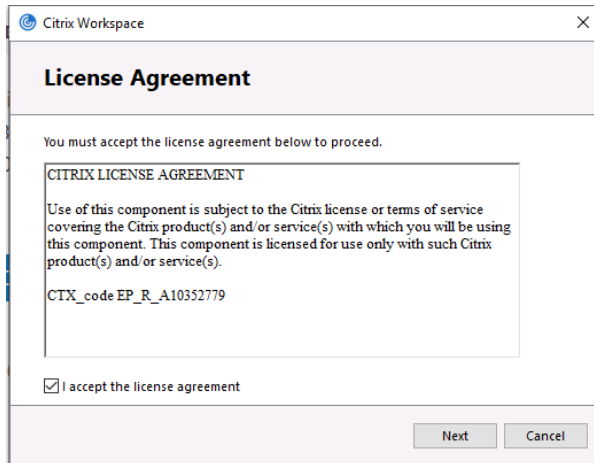 Citrix Workspace
License Agreement
You must accept the license agreement below to proceed.
CITRIX LICENSE AGREEMENT
Use of this component is subject to the Citrix license or terms of service
covering the Citrix product(s) and/or service(s) with which you will be using
this component. This component is licensed for use only with such Citrix
product(s) and/or service(s).
CTX_code EP_R_A10352779
I accept the license agreement
Next
Cancel